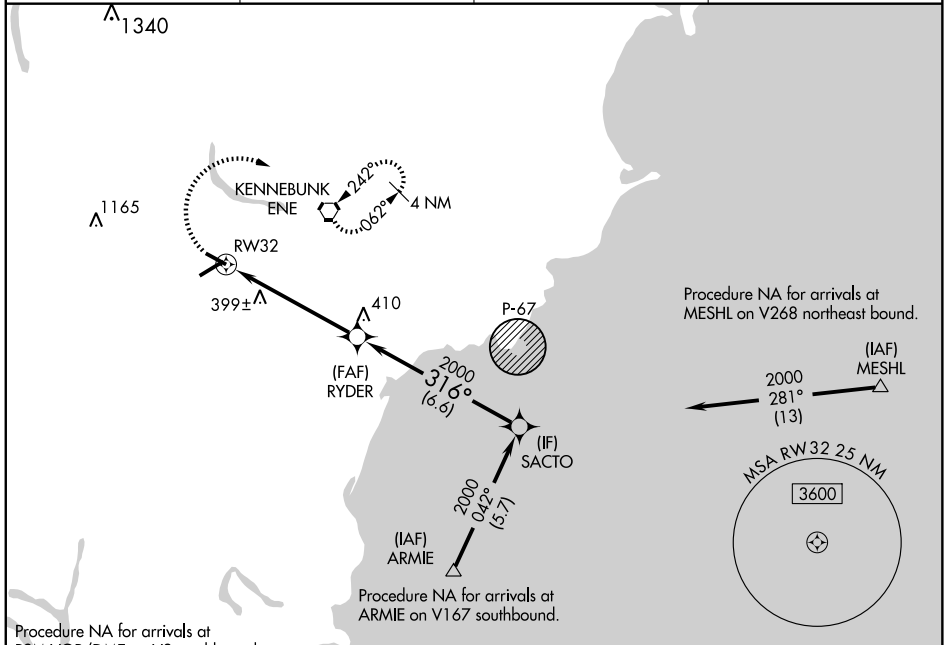 1340
1165
KENNEBUNK
ENE
242°
062°
4 NM
RW32
399±
410
(FAF)
RYDER
P-67
2000
316°
(6.6)
(IF)
SACTO
2000
042°
(5.7)
(IAF)
ARMIE
Procedure NA for arrivals at
ARMIE on V167 southbound.
Procedure NA for arrivals at
MESHL on V268 northeast bound.
(IAF)
MESHL
2000
281°
(13)
MSA RW32 25 NM
3600
Procedure NA for arrivals at